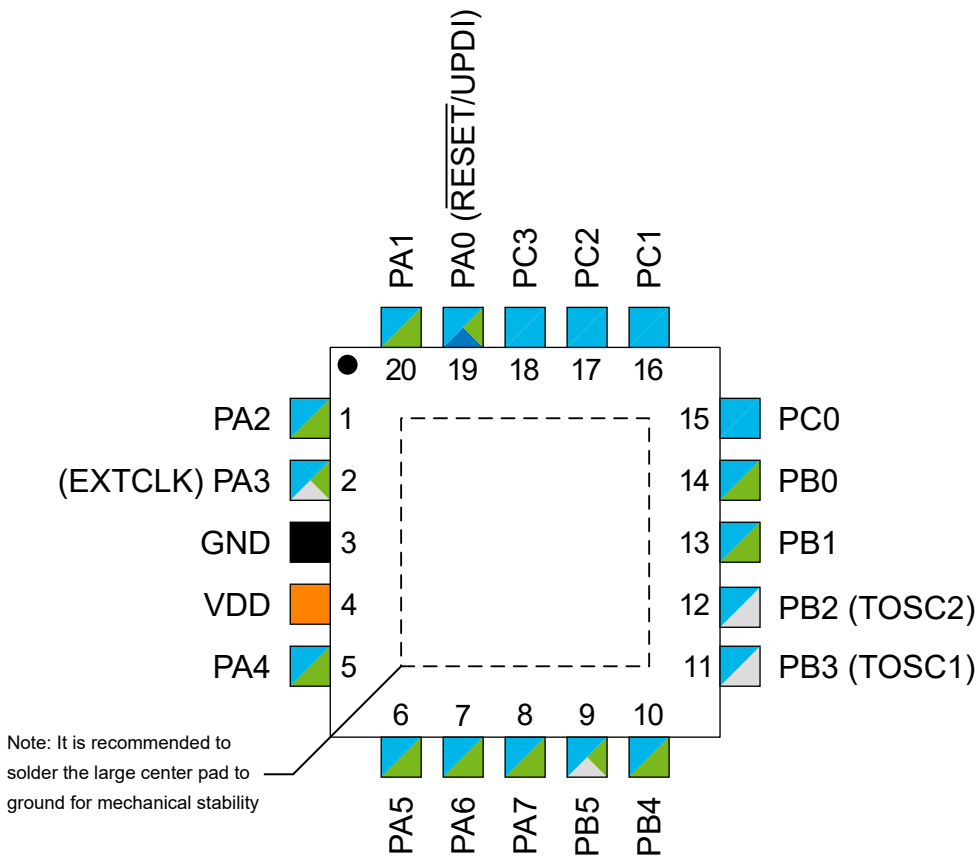 PA1
PA0 (RESET/UPDI)
PC3
PC2
PC1
20
19
18
17
16
PA2
1
(EXTCLK) PA3
2
GND
3
VDD
4
PA4
5
15
PC0
14
PB0
13
PB1
12
PB2 (TOSC2)
11
PB3 (TOSC1)
6
7
8
9
10
PA5
PA6
PA7
PB5
PB4
Note: It is recommended to
solder the large center pad to
ground for mechanical stability